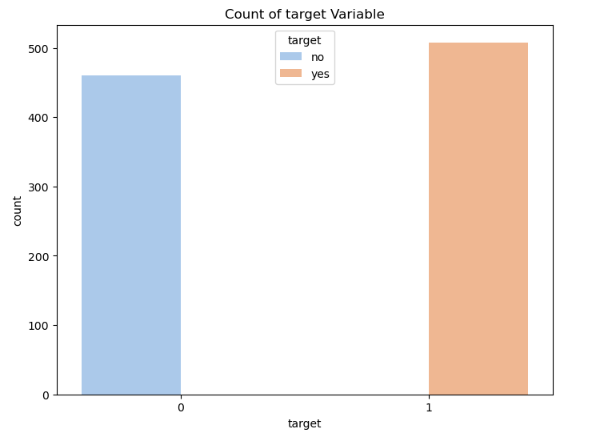 Count of target Variable
target
no
yes
500
400
300
200
100
0
count
0
1
target